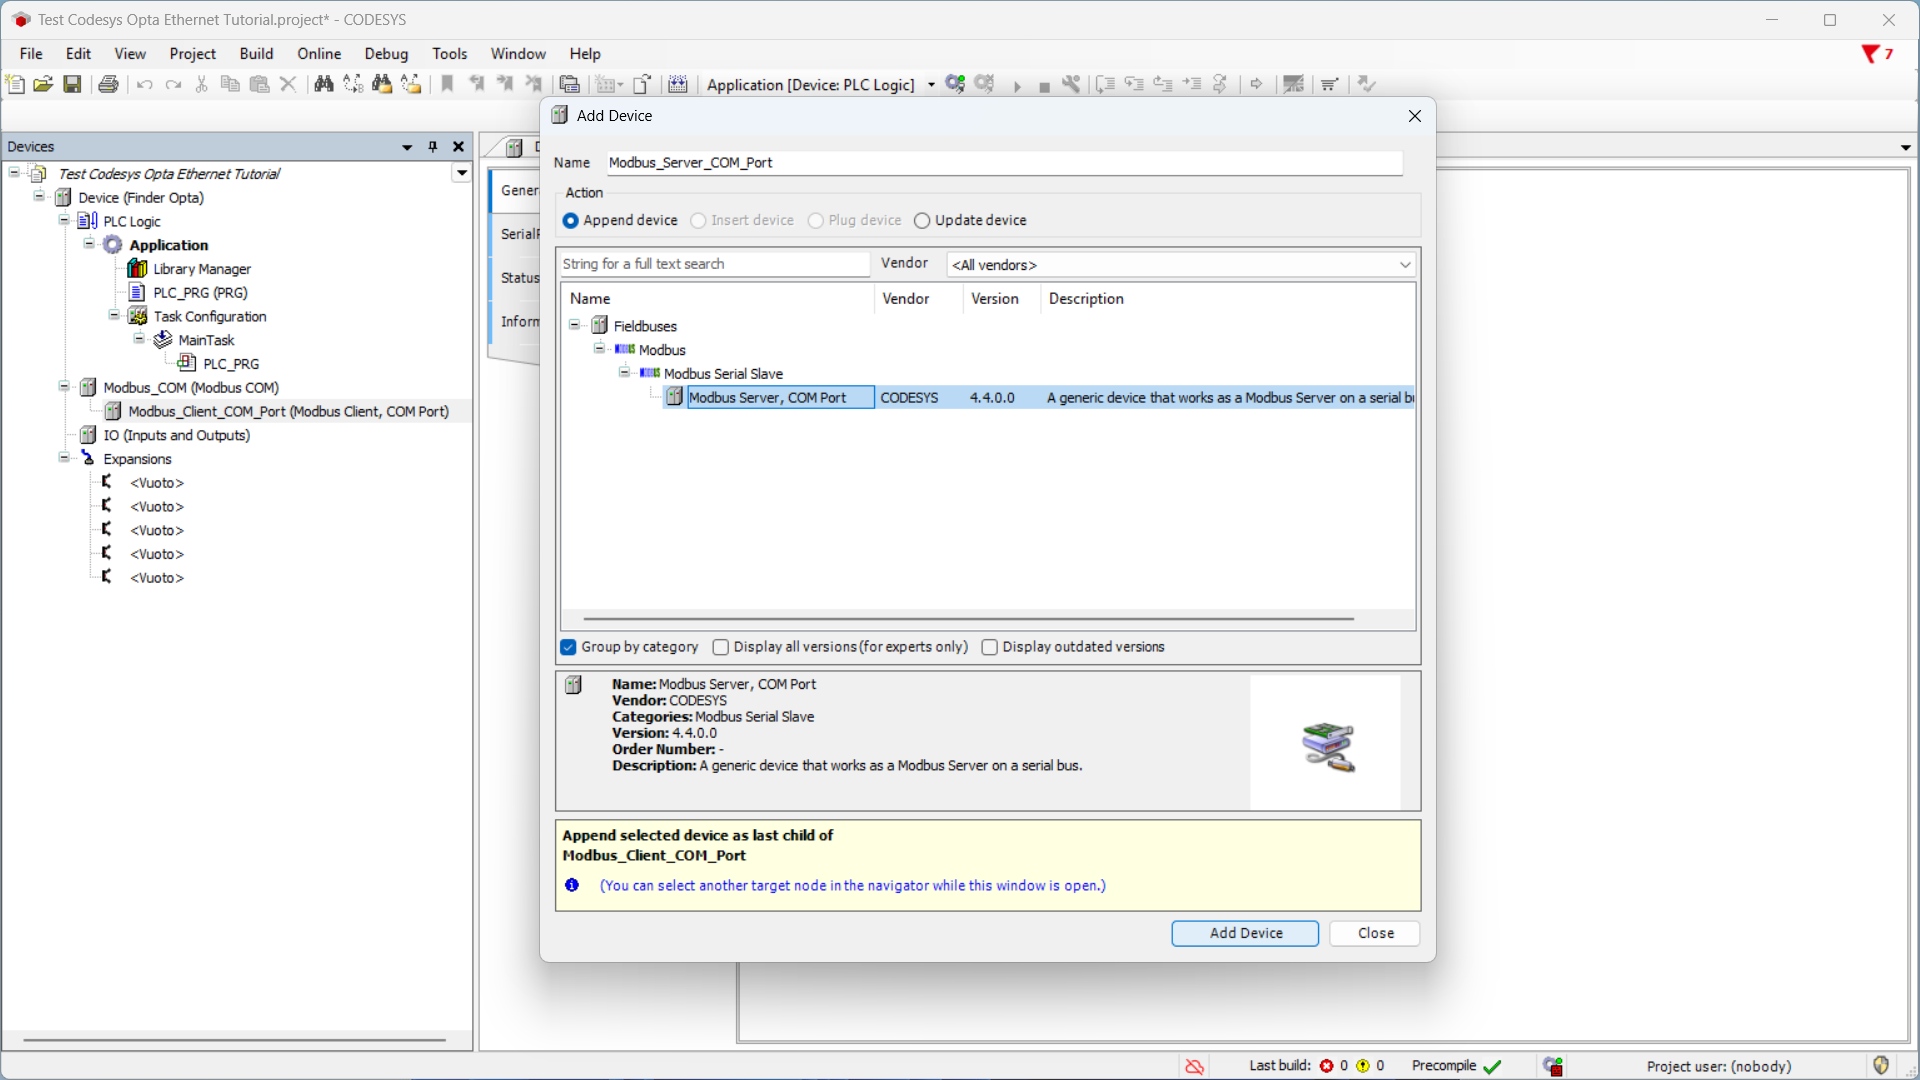 Test Codesys Opta Ethernet Tutorial.project* - CODESYS
File Edit View Project Build Online Debug Tools Window Help
7
Application [Device: PLC Logic]
Devices
Test Codesys Opta Ethernet Tutorial
Device (Finder Opta)
PLC Logic
Application
Library Manager
PLC_PRG (PRG)
Task Configuration
MainTask
PLC_PRG
Modbus_COM (Modbus COM)
Modbus_Client_COM_Port (Modbus Client, COM Port)
IO (Inputs and Outputs)
Expansions
<Vuoto>
<Vuoto>
<Vuoto>
<Vuoto>
<Vuoto>
Gener
Serial
Status
Inform
Add Device
Name Modbus_Server_COM_Port
Action
Append device Insert device Plug device Update device
String for a full text search Vendor <All vendors>
Name Vendor Version Description
Fieldbuses
Modbus
Modbus Serial Slave
Modbus Server, COM Port CODESYS 4.4.0.0 A generic device that works as a Modbus Server on a serial
Group by category Display all versions (for experts only) Display outdated versions
Name: Modbus Server, COM Port
Vendor: CODESYS
Categories: Modbus Serial Slave
Version: 4.4.0.0
Order Number: -
Description: A generic device that works as a Modbus Server on a serial bus.
Append selected device as last child of
Modbus_Client_COM_Port
(You can select another target node in the navigator while this window is open.)
Add Device Close
Last build: 0 0 Precompile Project user: (nobody)